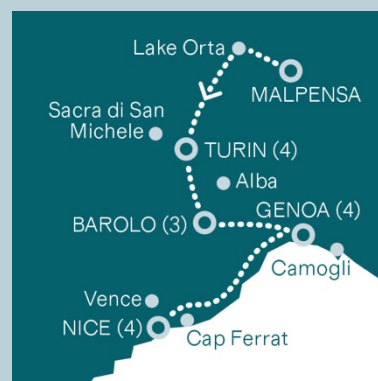 Lake Orta
MALPENSA
Sacra di San
Michele
TURIN (4)
Alba
BAROLO (3)
GENOA (4)
Camogli
Vence
NICE (4)
Cap Ferrat